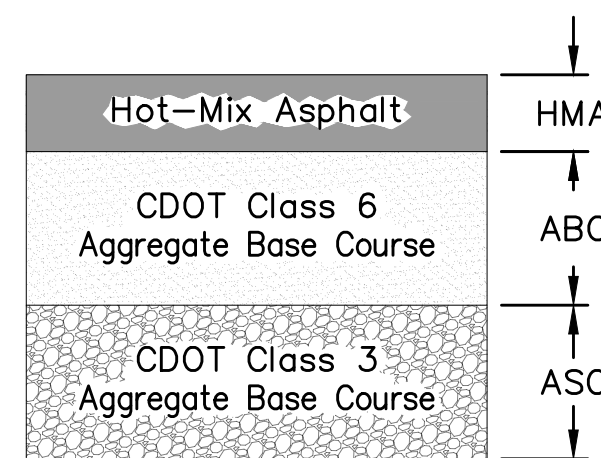 Hot-Mix Asphalt
HMA
CDOT Class 6
Aggregate Base Course
ABC
CDOT Class 3
Aggregate Base Course
ASC